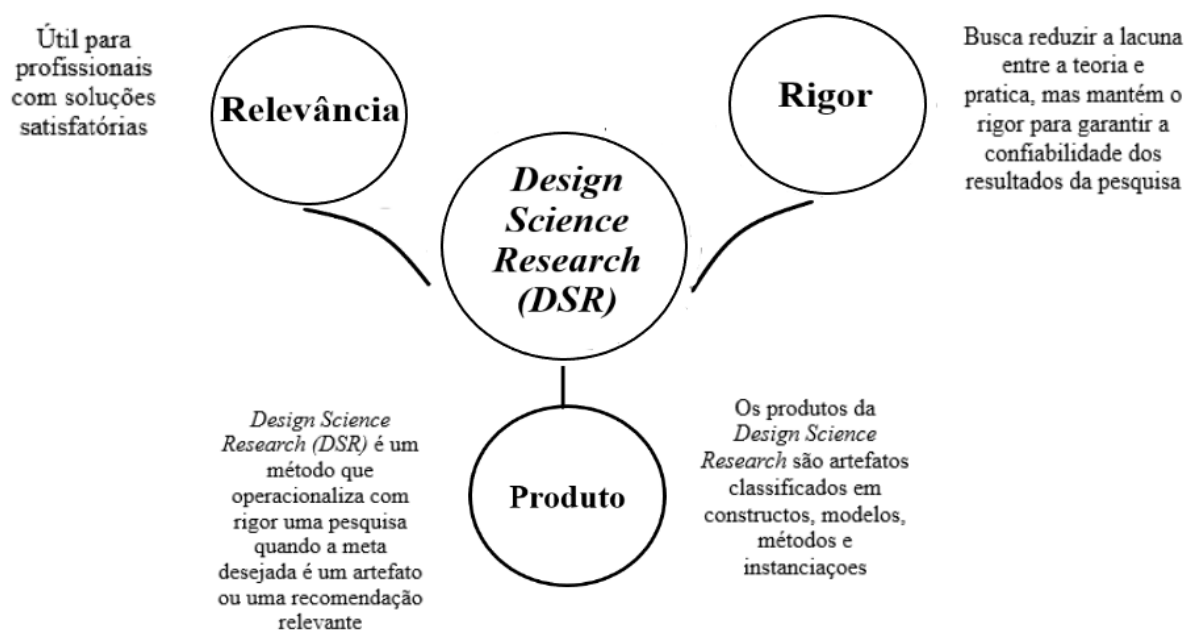 Útil para
profissionais
com soluções
satisfatórias
Relevância
Rigor
Busca reduzir a lacuna
entre a teoria e
pratica, mas mantém o
rigor para garantir a
confiabilidade dos
resultados da pesquisa
Design
Science
Research
(DSR)
Design Science
Research (DSR) é um
método que
operacionaliza com
rigor uma pesquisa
quando a meta
desejada é um artefato
ou uma recomendação
relevante
Produto
Os produtos da
Design Science
Research são artefatos
classificados em
constructos, modelos,
métodos e
instanciaçoes